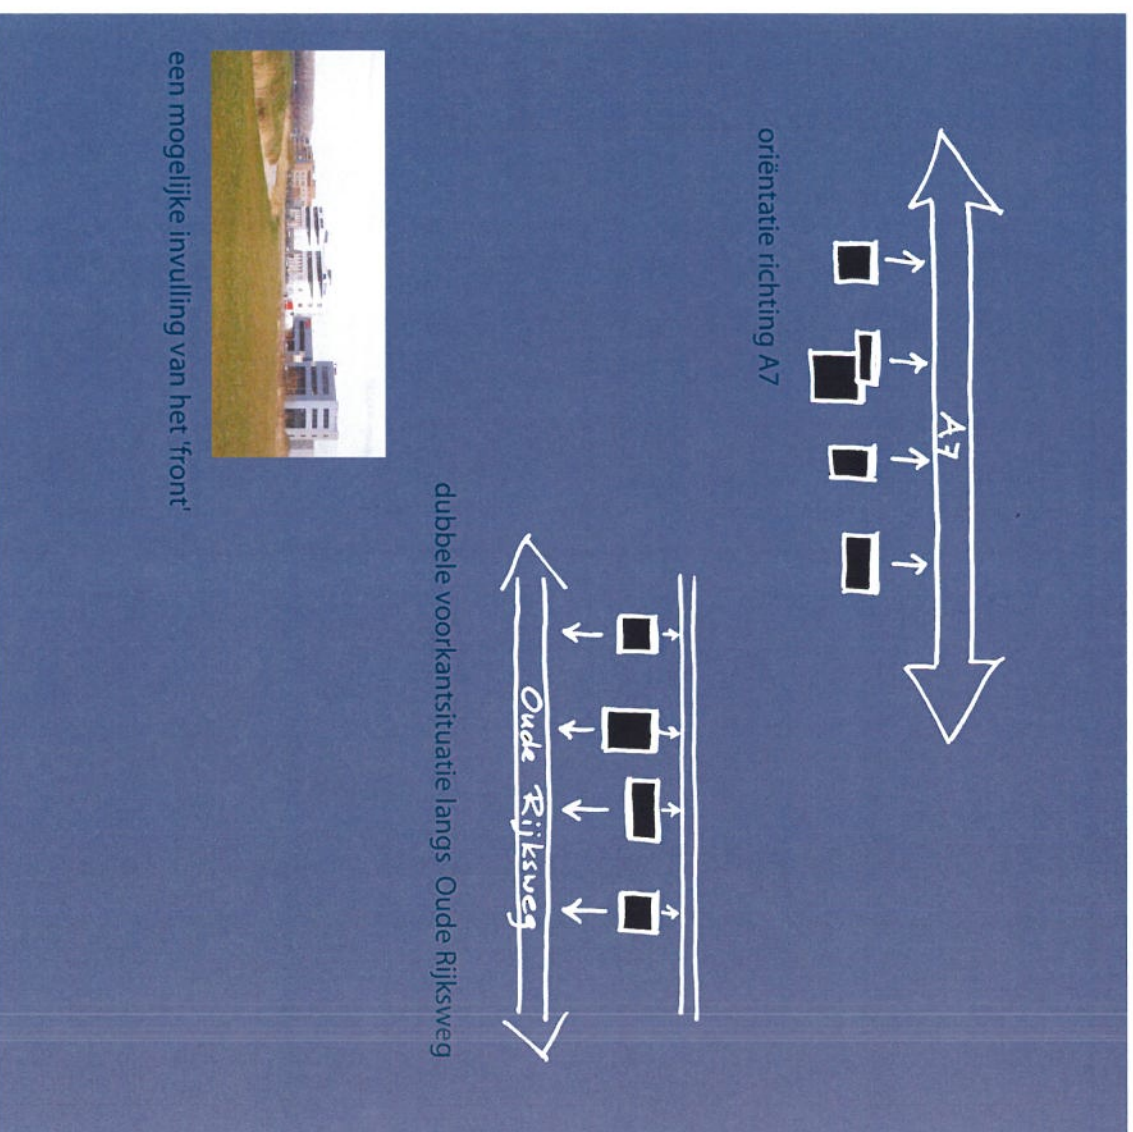 A7
oriëntatie richting A7
Oude Rijksweg
dubbele voorkantsituatie langs Oude Rijksweg
een mogelijke invulling van het 'front'